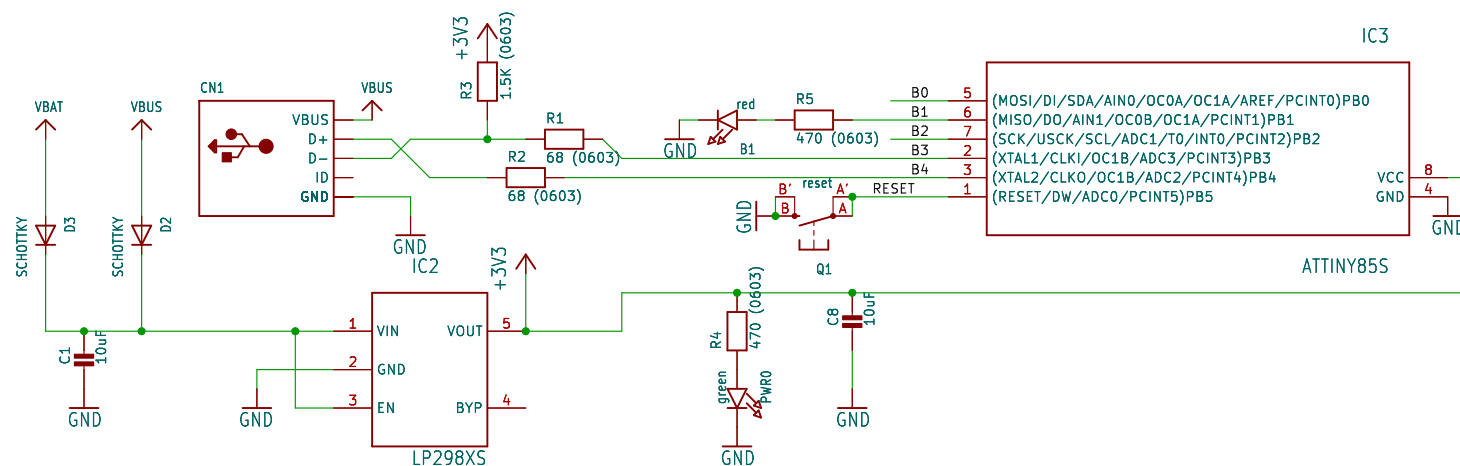 IC3
+3V3
1.5K (0603)
R3
CN1
VBUS
VBAT
VBUS
VBUS
D+
D-
ID
GND
GND
R1
68 (0603)
R2
68 (0603)
red
B1
GND
R5
470 (0603)
B0
B1
B2
B3
B4
RESET
5
6
7
2
3
1
(MOSI/DI/SDA/AIN0/OC0A/OC1A/AREF/PCINT0)PB0
(MISO/DO/AIN1/OC0B/OC1A/PCINT1)PB1
(SCK/USCK/SCL/ADC1/T0/INT0/PCINT2)PB2
(XTAL1/CLKI/OC1B/ADC3/PCINT3)PB3
(XTAL2/CLKO/OC1B/ADC2/PCINT4)PB4
(RESET/DW/ADC0/PCINT5)PB5
VCC
8
GND
4
GND
ATTINY85S
reset
B'
A'
B
A
GND
Q1
SCHOTTKY
D3
SCHOTTKY
D2
C1
10uF
GND
GND
IC2
+3V3
1
VIN
2
GND
3
EN
VOUT
5
BYP
4
LP298XS
R4
470 (0603)
green
PWR0
GND
C8
10uF
GND